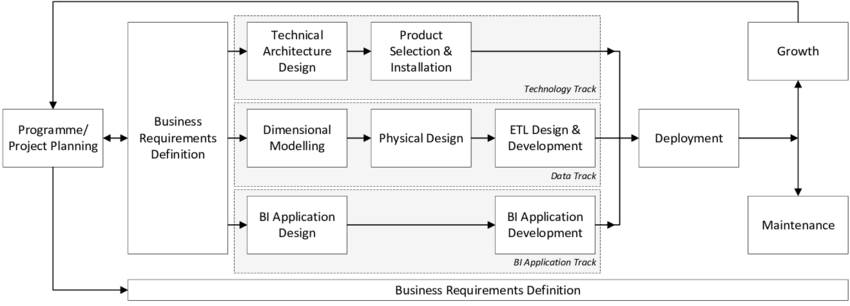 Technical
Architecture
Design
Product
Selection &
Installation
Technology Track
Growth
Programme/
Project Planning
Business
Requirements
Definition
Dimensional
Modelling
Physical Design
ETL Design &
Development
Data Track
Deployment
BI Application
Design
BI Application
Development
BI Application Track
Maintenance
Business Requirements Definition